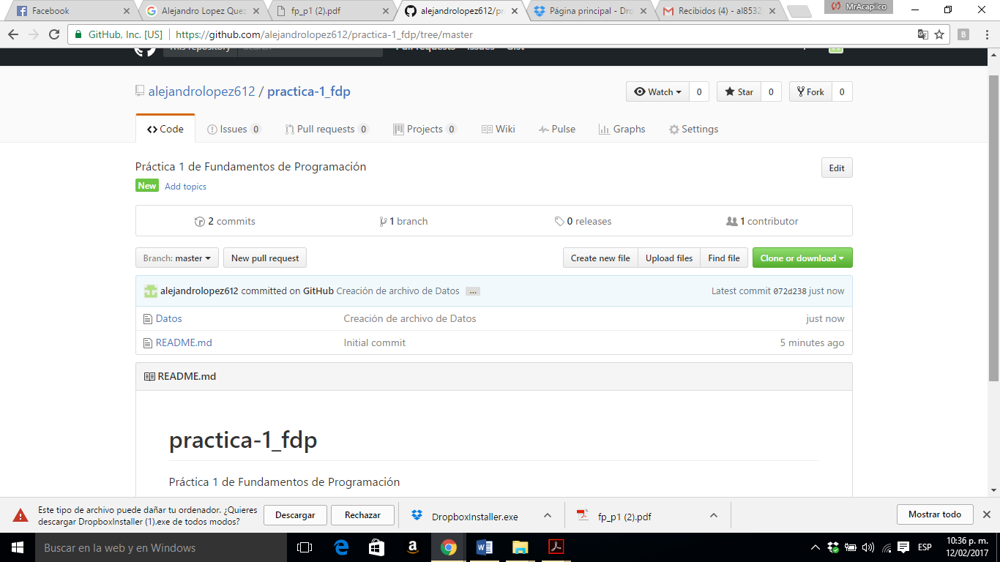 Facebook
Alejandro Lopez Que
fp_p1 (2).pdf
alejandrolopez612/pr
Página principal - Dro
Recibidos (4) - al8532
MrAcapilco
GitHub, Inc. [US]
https://github.com/alejandrolopez612/practica-1_fdp/tree/master
B
This repository
Search
Pull requests
Issues
Gist
alejandrolopez612 / practica-1_fdp
Watch 0
Star 0
Fork 0
Code
Issues 0
Pull requests 0
Projects 0
Wiki
Pulse
Graphs
Settings
Práctica 1 de Fundamentos de Programación
Edit
New
Add topics
2 commits
1 branch
0 releases
1 contributor
Branch: master
New pull request
Create new file
Upload files
Find file
Clone or download
alejandrolopez612 committed on GitHub Creación de archivo de Datos ...
Latest commit 072d238 just now
Datos
Creación de archivo de Datos
just now
README.md
Initial commit
5 minutes ago
README.md
practica-1_fdp
Práctica 1 de Fundamentos de Programación
Este tipo de archivo puede dañar tu ordenador. ¿Quieres
descargar DropboxInstaller (1).exe de todos modos?
Descargar
Rechazar
DropboxInstaller.exe
fp_p1 (2).pdf
Mostrar todo
Buscar en la web y en Windows
ESP
10:36 p. m.
12/02/2017